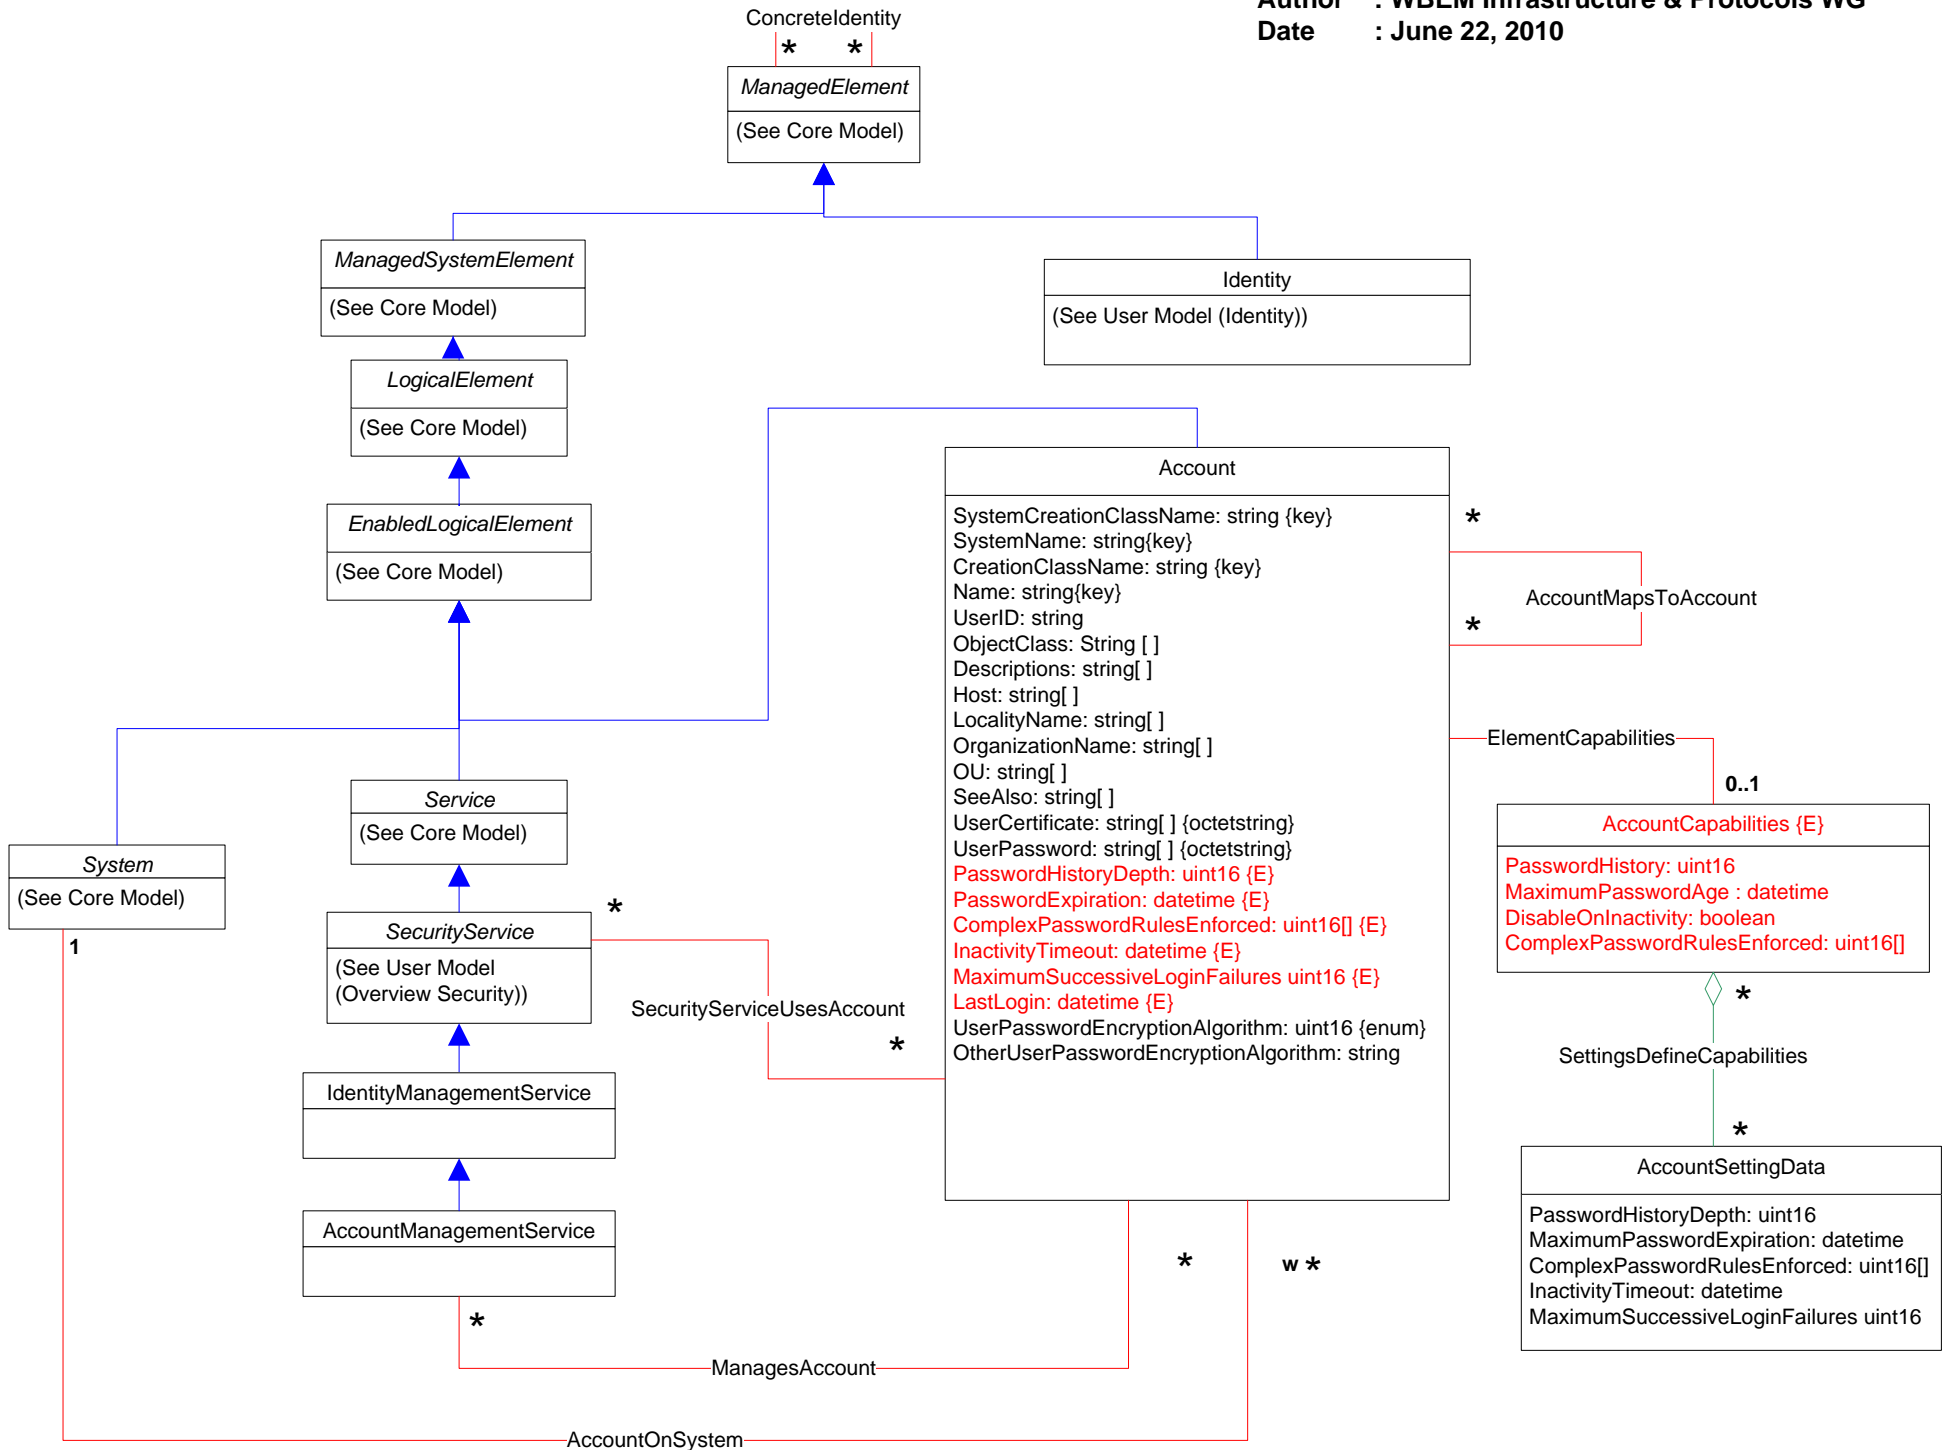 Author : WBEM Infrastructure & Protocols WG
Date : June 22, 2010
ConcreteIdentity
* *
ManagedElement
(See Core Model)
ManagedSystemElement
(See Core Model)
Identity
(See User Model (Identity))
LogicalElement
(See Core Model)
EnabledLogicalElement
(See Core Model)
Account
SystemCreationClassName: string {key}
SystemName: string{key}
CreationClassName: string {key}
Name: string{key}
UserID: string
ObjectClass: String [ ]
Descriptions: string[ ]
Host: string[ ]
LocalityName: string[ ]
OrganizationName: string[ ]
OU: string[ ]
SeeAlso: string[ ]
UserCertificate: string[ ] {octetstring}
UserPassword: string[ ] {octetstring}
PasswordHistoryDepth: uint16 {E}
PasswordExpiration: datetime {E}
ComplexPasswordRulesEnforced: uint16[] {E}
InactivityTimeout: datetime {E}
MaximumSuccessiveLoginFailures uint16 {E}
LastLogin: datetime {E}
UserPasswordEncryptionAlgorithm: uint16 {enum}
OtherUserPasswordEncryptionAlgorithm: string
*
AccountMapsToAccount
*
ElementCapabilities
0..1
AccountCapabilities {E}
PasswordHistory: uint16
MaximumPasswordAge : datetime
DisableOnInactivity: boolean
ComplexPasswordRulesEnforced: uint16[]
*
SettingsDefineCapabilities
*
AccountSettingData
PasswordHistoryDepth: uint16
MaximumPasswordExpiration: datetime
ComplexPasswordRulesEnforced: uint16[]
InactivityTimeout: datetime
MaximumSuccessiveLoginFailures uint16
Service
(See Core Model)
System
(See Core Model)
1
SecurityService
(See User Model
(Overview Security))
*
SecurityServiceUsesAccount
*
IdentityManagementService
AccountManagementService
*
*
w *
ManagesAccount
AccountOnSystem